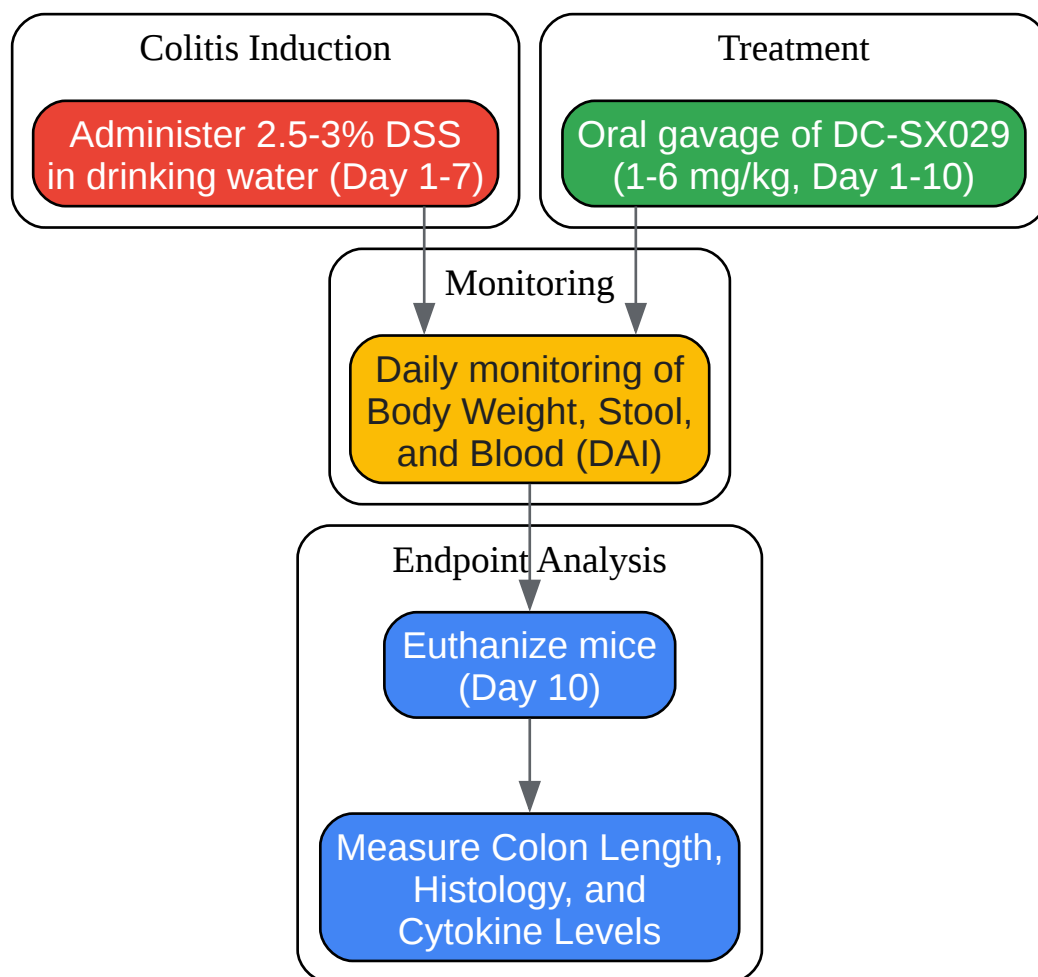 Colitis Induction
Administer 2.5-3% DSS
in drinking water (Day 1-7)
Treatment
Oral gavage of DC-SX029
(1-6 mg/kg, Day 1-10)
Monitoring
Daily monitoring of
Body Weight, Stool,
and Blood (DAI)
Endpoint Analysis
Euthanize mice
(Day 10)
Measure Colon Length,
Histology, and
Cytokine Levels